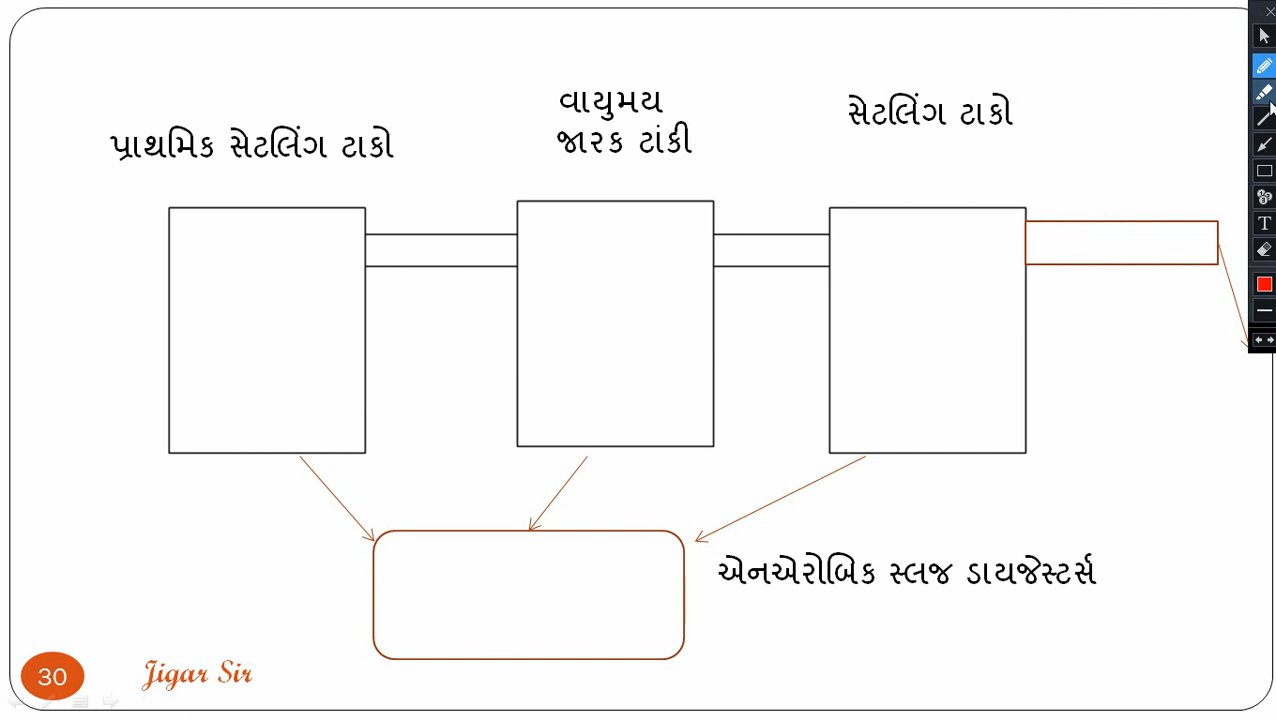 પ્રાથમિક સેટલિંગ ટાકો
વાયુમય
જારક ટાંકી
સેટલિંગ ટાકો
એનએરોબિક સ્લજ ડાયજેસ્ટર્સ
30
Jigar Sir
T